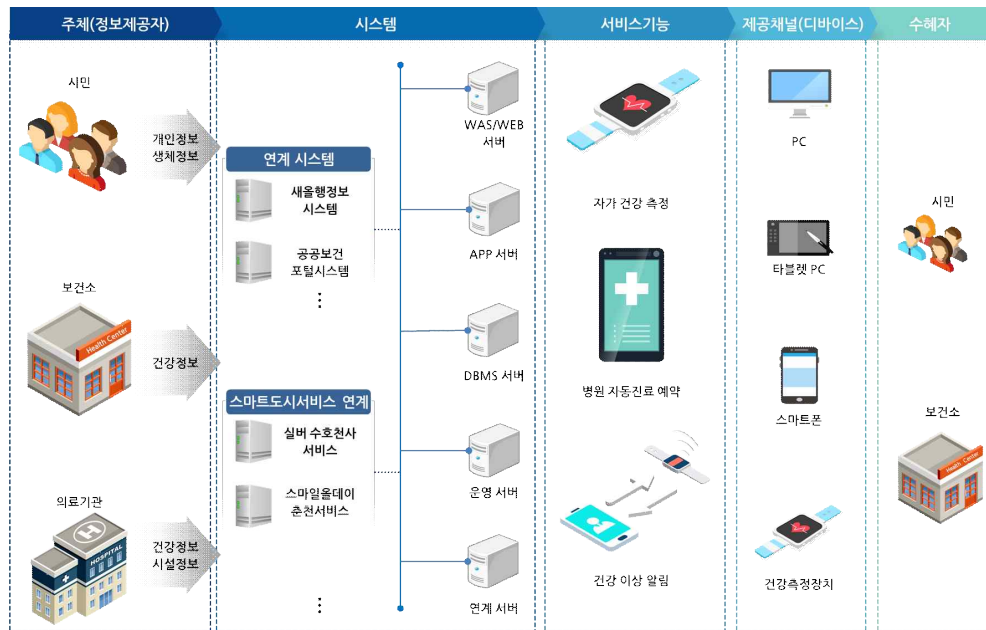 주체(정보제공자)
시스템
서비스기능
제공채널(디바이스)
수혜자
시민
개인정보
생체정보
보건소
Health Center
건강정보
의료기관
H
HOSPITAL
건강정보
시설정보
연계 시스템
새올행정보
시스템
공공보건
포털시스템
스마트도시서비스 연계
실버 수호천사
서비스
스마일올데이
춘천서비스
WAS/WEB
서버
APP 서버
DBMS 서버
운영 서버
연계 서버
자가 건강 측정
병원 자동진료 예약
건강 이상 알림
PC
타블렛 PC
스마트폰
건강측정장치
시민
보건소
Health Center